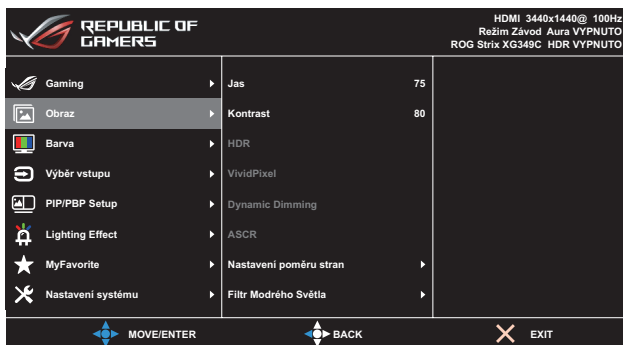 REPUBLIC OF
GAMERS
HDMI 3440x1440@ 100Hz
Režim Závod Aura VYPNUTO
ROG Strix XG349C HDR VYPNUTO
Gaming
Obraz
Barva
Výběr vstupu
PIP/PBP Setup
Lighting Effect
MyFavorite
Nastavení systému
Jas 75
Kontrast 80
HDR
VividPixel
Dynamic Dimming
ASCR
Nastavení poměru stran
Filtr Modrého Světla
MOVE/ENTER BACK EXIT